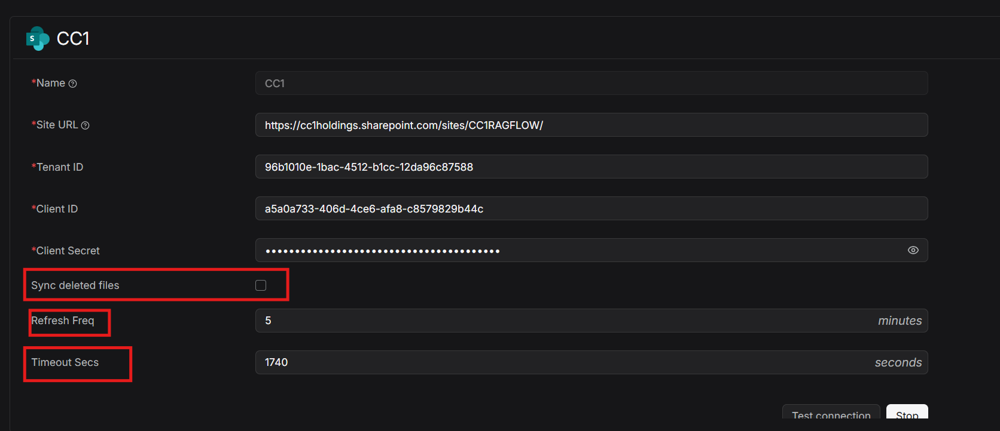 S CC1
*Name
CC1
*Site URL
https://cc1holdings.sharepoint.com/sites/CC1RAGFLOW/
*Tenant ID
96b1010e-1bac-4512-b1cc-12da96c87588
*Client ID
a5a0a733-406d-4ce6-afa8-c8579829b44c
*Client Secret
Sync deleted files
Refresh Freq
5 minutes
Timeout Secs
1740 seconds
Test connection Stop